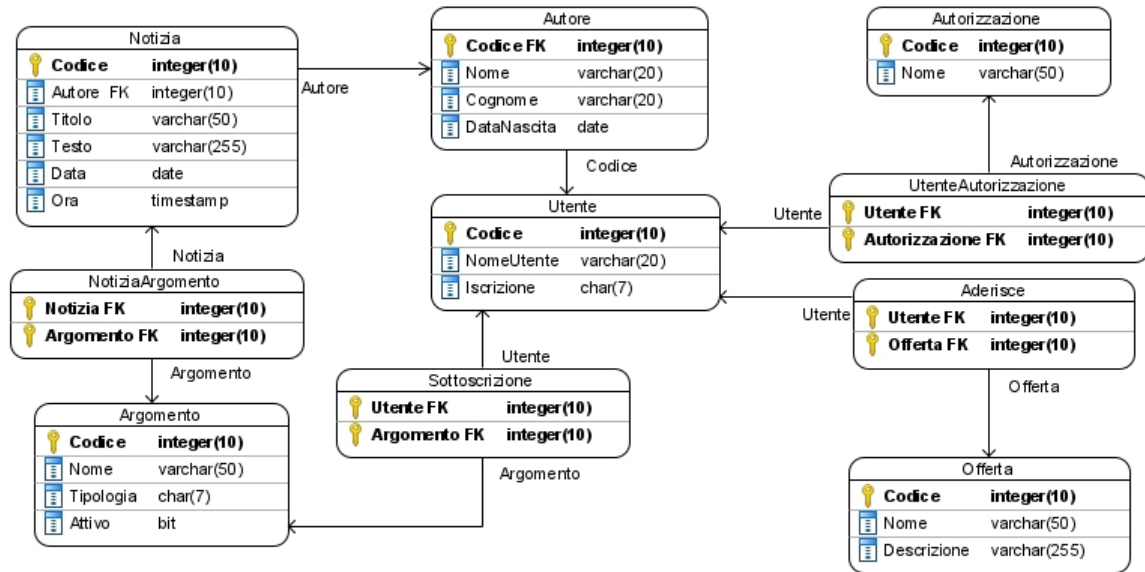 Notizia
Codice integer(10)
Autore FK integer(10)
Titolo varchar(50)
Testo varchar(255)
Data date
Ora timestamp
Autore
Autore
Codice FK integer(10)
Nome varchar(20)
Cognome varchar(20)
DataNascita date
Codice
Autorizzazione
Codice integer(10)
Nome varchar(50)
Autorizzazione
UtenteAutorizzazione
Utente FK integer(10)
Autorizzazione FK integer(10)
Utente
Utente
Codice integer(10)
NomeUtente varchar(20)
Iscrizione char(7)
Notizia
NotiziaArgomento
Notizia FK integer(10)
Argomento FK integer(10)
Argomento
Aderisce
Utente FK integer(10)
Offerta FK integer(10)
Utente
Offerta
Utente
Sottoscrizione
Utente FK integer(10)
Argomento FK integer(10)
Argomento
Argomento
Codice integer(10)
Nome varchar(50)
Tipologia char(7)
Attivo bit
Offerta
Codice integer(10)
Nome varchar(50)
Descrizione varchar(255)